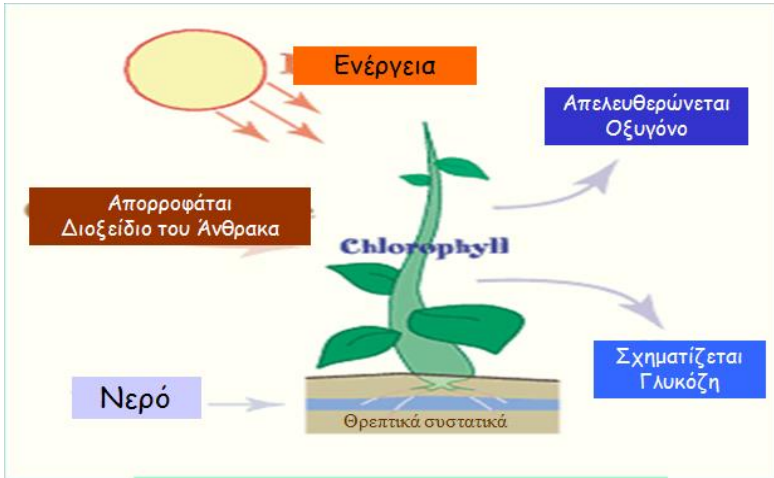 Ενέργεια
Απελευθερώνεται
Οξυγόνο
Απορροφάται
Διοξείδιο του Άνθρακα
Chlorophyll
Σχηματίζεται
Γλυκόζη
Νερό
Θρεπτικά συστατικά